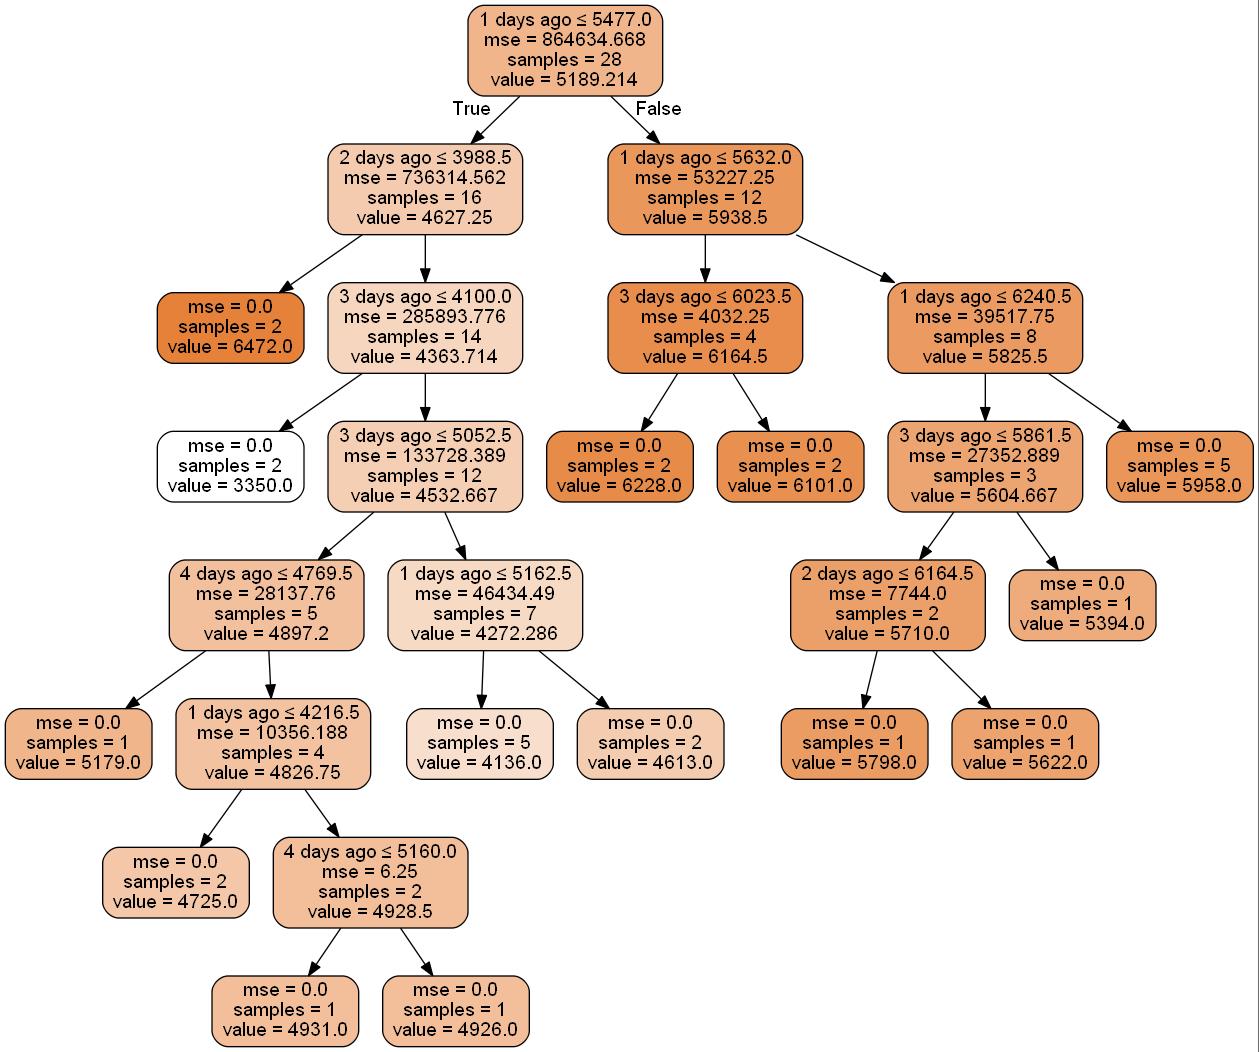 1 days ago ≤ 5477.0
mse = 864634.668
samples = 28
value = 5189.214
True
False
2 days ago ≤ 3988.5
mse = 736314.562
samples = 16
value = 4627.25
1 days ago ≤ 5632.0
mse = 53227.25
samples = 12
value = 5938.5
mse = 0.0
samples = 2
value = 6472.0
3 days ago ≤ 4100.0
mse = 285893.776
samples = 14
value = 4363.714
3 days ago ≤ 6023.5
mse = 4032.25
samples = 4
value = 6164.5
1 days ago ≤ 6240.5
mse = 39517.75
samples = 8
value = 5825.5
mse = 0.0
samples = 2
value = 3350.0
3 days ago ≤ 5052.5
mse = 133728.389
samples = 12
value = 4532.667
mse = 0.0
samples = 2
value = 6228.0
mse = 0.0
samples = 2
value = 6101.0
3 days ago ≤ 5861.5
mse = 27352.889
samples = 3
value = 5604.667
mse = 0.0
samples = 5
value = 5958.0
4 days ago ≤ 4769.5
mse = 28137.76
samples = 5
value = 4897.2
1 days ago ≤ 5162.5
mse = 46434.49
samples = 7
value = 4272.286
2 days ago ≤ 6164.5
mse = 7744.0
samples = 2
value = 5710.0
mse = 0.0
samples = 1
value = 5394.0
mse = 0.0
samples = 1
value = 5179.0
1 days ago ≤ 4216.5
mse = 10356.188
samples = 4
value = 4826.75
mse = 0.0
samples = 5
value = 4136.0
mse = 0.0
samples = 2
value = 4613.0
mse = 0.0
samples = 1
value = 5798.0
mse = 0.0
samples = 1
value = 5622.0
mse = 0.0
samples = 2
value = 4725.0
4 days ago ≤ 5160.0
mse = 6.25
samples = 2
value = 4928.5
mse = 0.0
samples = 1
value = 4931.0
mse = 0.0
samples = 1
value = 4926.0